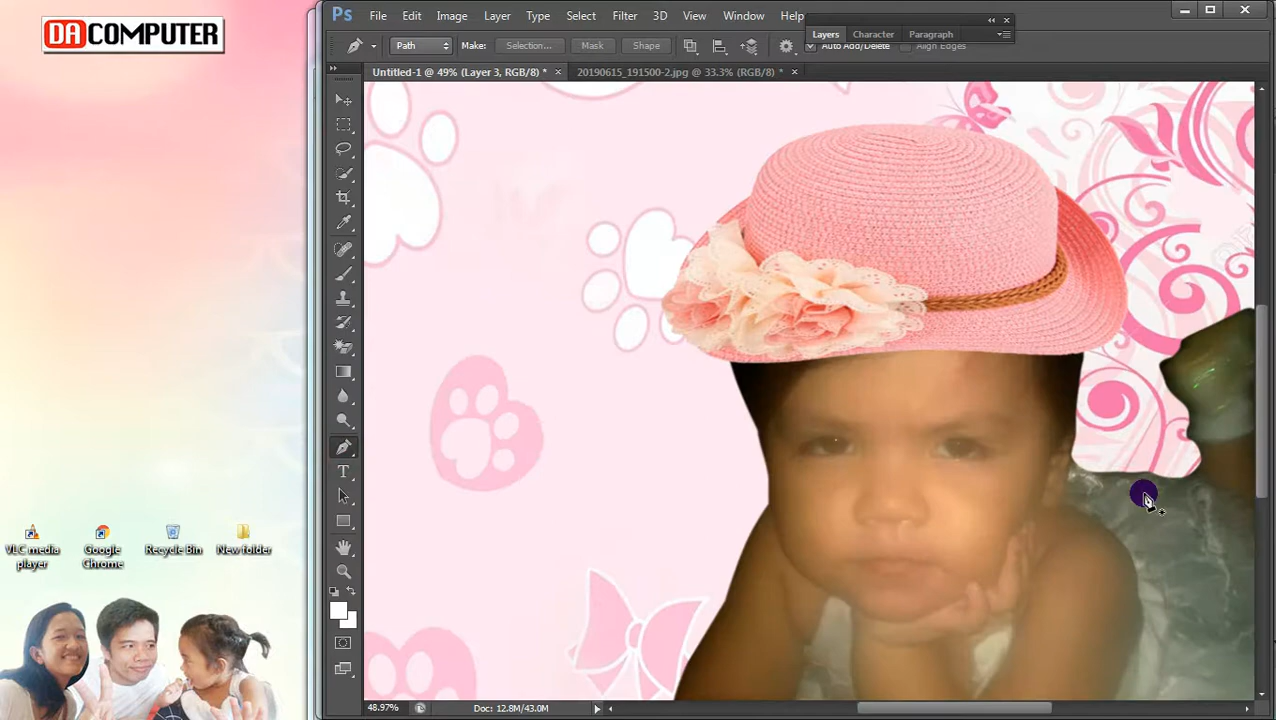 DACOMPUTER
Ps File Edit Image Layer Type Select Filter 3D View Window Help
Layers Character Paragraph
Path Make: Selection... Mask Shape Auto Add/Delete Align Edges
Untitled-1 @ 49% (Layer 3, RGB/8) * × 20190615_191500-2.jpg @ 33.3% (RGB/8) * ×
T
VLC media player
Google Chrome
Recycle Bin
New folder
48.97% Doc: 12.8M/43.0M